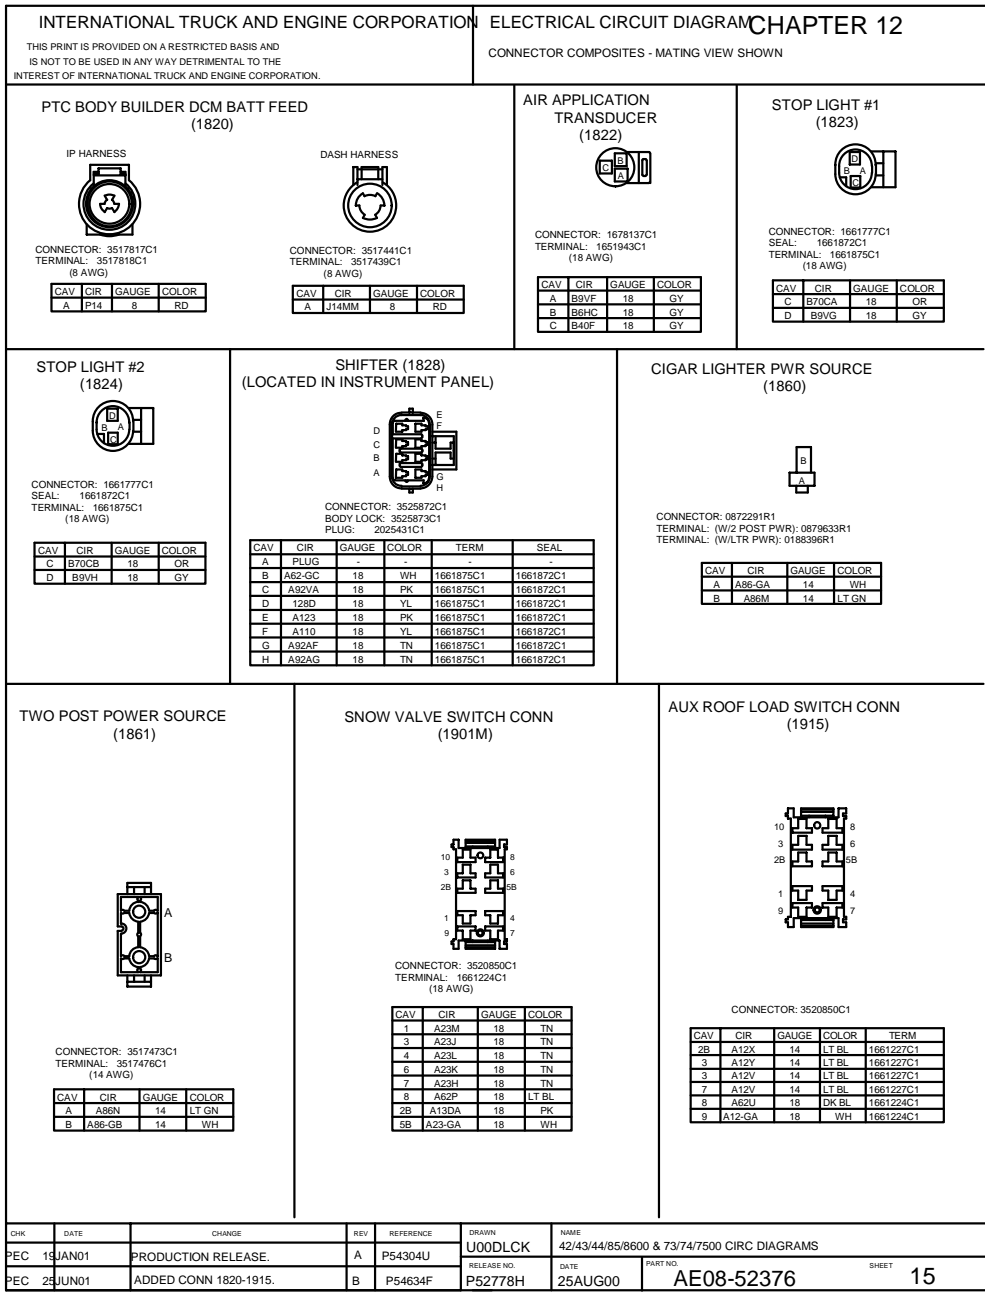 INTERNATIONAL TRUCK AND ENGINE CORPORATION
THIS PRINT IS PROVIDED ON A RESTRICTED BASIS AND
IS NOT TO BE USED IN ANY WAY DETRIMENTAL TO THE
INTEREST OF INTERNATIONAL TRUCK AND ENGINE CORPORATION.
ELECTRICAL CIRCUIT DIAGRAM CHAPTER 12
CONNECTOR COMPOSITES - MATING VIEW SHOWN
PTC BODY BUILDER DCM BATT FEED
(1820)
IP HARNESS
CONNECTOR: 3517817C1
TERMINAL: 3517818C1
(8 AWG)
CAV CIR GAUGE COLOR
A P14 8 RD
DASH HARNESS
CONNECTOR: 3517441C1
TERMINAL: 3517439C1
(8 AWG)
CAV CIR GAUGE COLOR
A J14MM 8 RD
AIR APPLICATION
TRANSDUCER
(1822)
B
C
A
CONNECTOR: 1678137C1
TERMINAL: 1651943C1
(18 AWG)
CAV CIR GAUGE COLOR
A B9VF 18 GY
B B6HC 18 GY
C B40F 18 GY
STOP LIGHT #1
(1823)
D
B A
C
CONNECTOR: 1661777C1
SEAL: 1661872C1
TERMINAL: 1661875C1
(18 AWG)
CAV CIR GAUGE COLOR
C B70CA 18 OR
D B9VG 18 GY
STOP LIGHT #2
(1824)
D
B A
C
CONNECTOR: 1661777C1
SEAL: 1661872C1
TERMINAL: 1661875C1
(18 AWG)
CAV CIR GAUGE COLOR
C B70CB 18 OR
D B9VH 18 GY
SHIFTER (1828)
(LOCATED IN INSTRUMENT PANEL)
E
D F
C
B
A G
H
CONNECTOR: 3525872C1
BODY LOCK: 3525873C1
PLUG: 2025431C1
CAV CIR GAUGE COLOR TERM SEAL
A PLUG - - - -
B A62-GC 18 WH 1661875C1 1661872C1
C A92VA 18 PK 1661875C1 1661872C1
D 128D 18 YL 1661875C1 1661872C1
E A123 18 PK 1661875C1 1661872C1
F A110 18 YL 1661875C1 1661872C1
G A92AF 18 TN 1661875C1 1661872C1
H A92AG 18 TN 1661875C1 1661872C1
CIGAR LIGHTER PWR SOURCE
(1860)
B
A
CONNECTOR: 0872291R1
TERMINAL: (W/2 POST PWR): 0879633R1
TERMINAL: (W/LTR PWR): 0188396R1
CAV CIR GAUGE COLOR
A A86-GA 14 WH
B A86M 14 LT GN
TWO POST POWER SOURCE
(1861)
A
B
CONNECTOR: 3517473C1
TERMINAL: 3517476C1
(14 AWG)
CAV CIR GAUGE COLOR
A A86N 14 LT GN
B A86-GB 14 WH
SNOW VALVE SWITCH CONN
(1901M)
10 8
3 6
2B 5B
1 4
9 7
CONNECTOR: 3520850C1
TERMINAL: 1661224C1
(18 AWG)
CAV CIR GAUGE COLOR
1 A23M 18 TN
3 A23J 18 TN
4 A23L 18 TN
6 A23K 18 TN
7 A23H 18 TN
8 A62P 18 LT BL
2B A13DA 18 PK
5B A23-GA 18 WH
AUX ROOF LOAD SWITCH CONN
(1915)
10 8
3 6
2B 5B
1 4
9 7
CONNECTOR: 3520850C1
CAV CIR GAUGE COLOR TERM
2B A12X 14 LT BL 1661227C1
3 A12Y 14 LT BL 1661227C1
3 A12V 14 LT BL 1661227C1
7 A12V 14 LT BL 1661227C1
8 A62U 18 DK BL 1661224C1
9 A12-GA 18 WH 1661224C1
CHK DATE CHANGE REV REFERENCE
PEC 19JAN01 PRODUCTION RELEASE. A P54304U
PEC 25JUN01 ADDED CONN 1820-1915. B P54634F
DRAWN
U00DLCK
NAME
42/43/44/85/8600 & 73/74/7500 CIRC DIAGRAMS
RELEASE NO.
P52778H
DATE
25AUG00
PART NO.
AE08-52376
SHEET
15